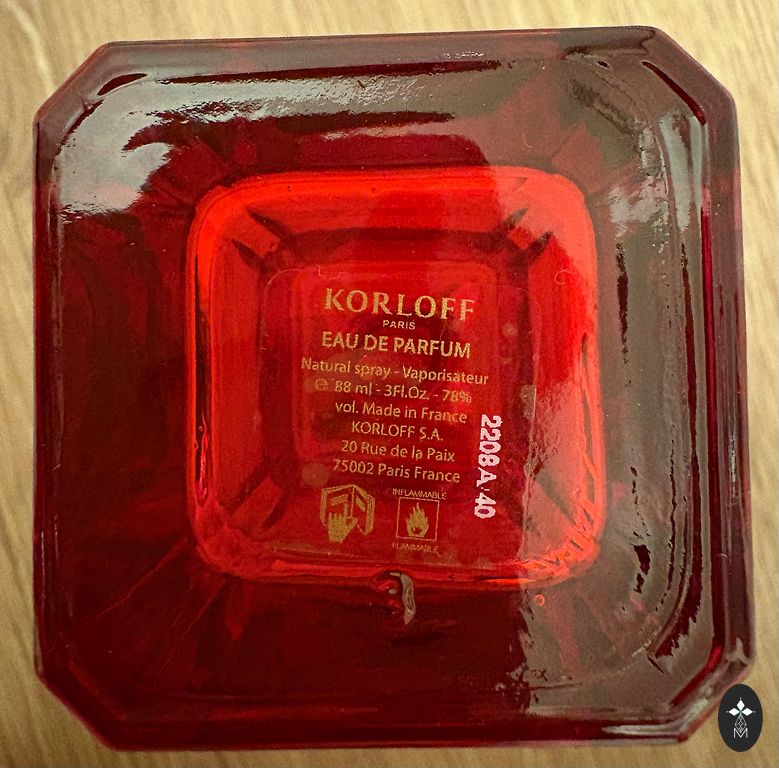 KORLOFF
PARIS
EAU DE PARFUM
Natural spray - Vaporisateur
℮ 88 ml - 3Fl.Oz. - 78%
vol. Made in France
KORLOFF S.A.
20 Rue de la Paix
75002 Paris France
2208A 40
INFLAMMABLE
FLAMMABLE
M